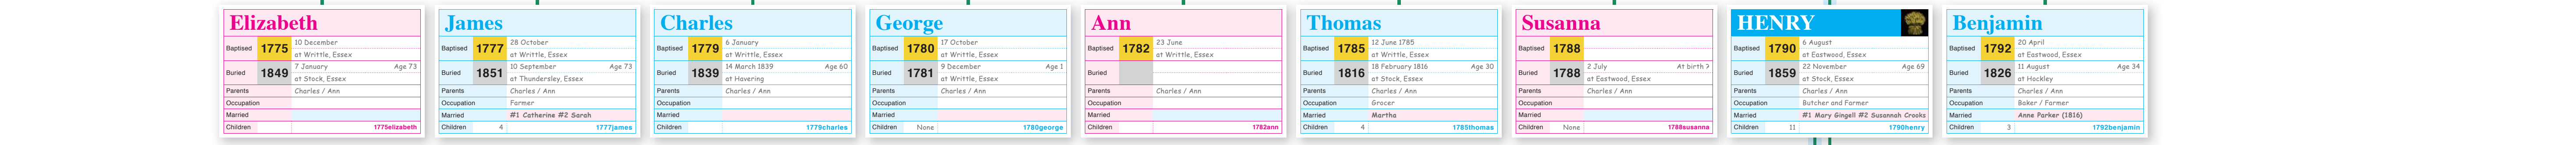 Elizabeth
Baptised 1775 10 December
at Writtle, Essex
Buried 1849 7 January Age 73
at Stock, Essex
Parents Charles / Ann
Occupation
Married
Children 1775elizabeth
James
Baptised 1777 28 October
at Writtle, Essex
Buried 1851 10 September Age 73
at Thundersley, Essex
Parents Charles / Ann
Occupation Farmer
Married #1 Catherine #2 Sarah
Children 4 1777james
Charles
Baptised 1779 6 January
at Writtle, Essex
Buried 1839 14 March 1839 Age 60
at Havering
Parents Charles / Ann
Occupation
Married
Children 1779charles
George
Baptised 1780 17 October
at Writtle, Essex
Buried 1781 9 December Age 1
at Writtle, Essex
Parents Charles / Ann
Occupation
Married
Children None 1780george
Ann
Baptised 1782 23 June
at Writtle, Essex
Buried
Parents Charles / Ann
Occupation
Married
Children 1782ann
Thomas
Baptised 1785 12 June 1785
at Writtle, Essex
Buried 1816 18 February 1816 Age 30
at Stock, Essex
Parents Charles / Ann
Occupation Grocer
Married Martha
Children 4 1785thomas
Susanna
Baptised 1788
Buried 1788 2 July At birth ?
at Eastwood, Essex
Parents Charles / Ann
Occupation
Married
Children None 1788susanna
HENRY
Baptised 1790 6 August
at Eastwood, Essex
Buried 1859 22 November Age 69
at Stock, Essex
Parents Charles / Ann
Occupation Butcher and Farmer
Married #1 Mary Gingell #2 Susannah Crooks
Children 11 1790henry
Benjamin
Baptised 1792 20 April
at Eastwood, Essex
Buried 1826 11 August Age 34
at Hockley
Parents Charles / Ann
Occupation Baker / Farmer
Married Anne Parker (1816)
Children 3 1792benjamin